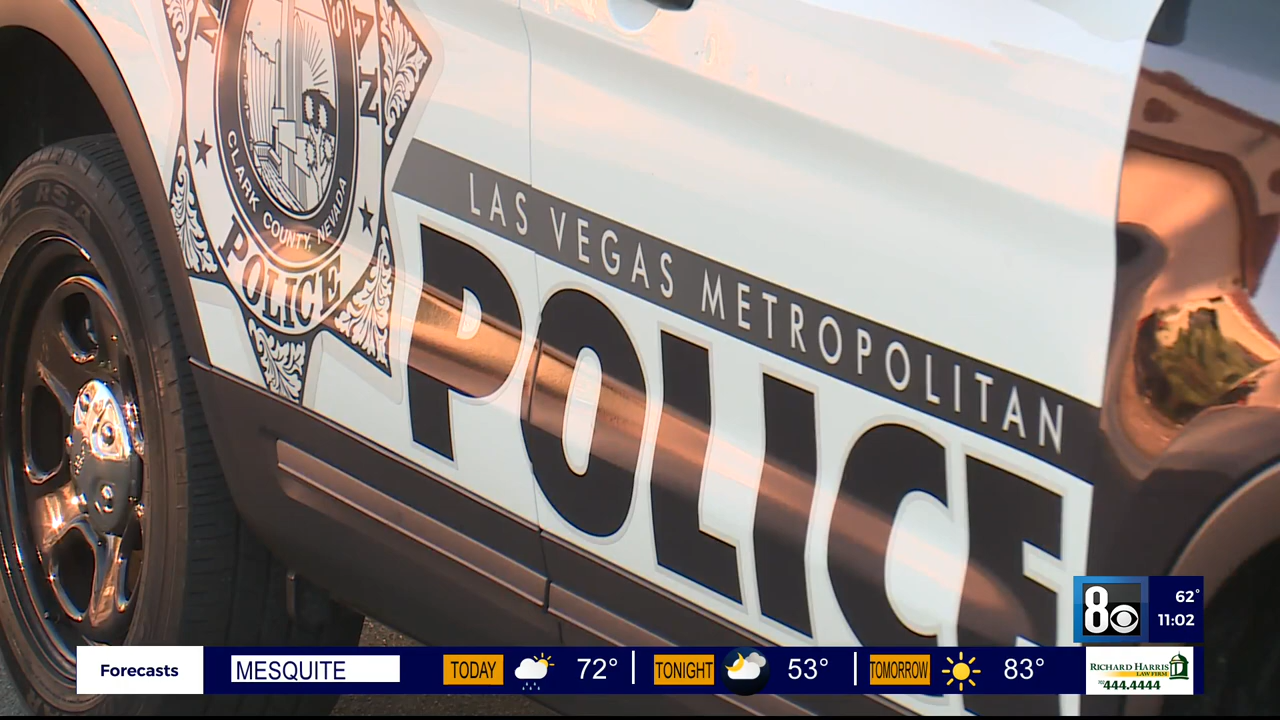 CLARK COUNTY, NEVADA
POLICE
LAS VEGAS METROPOLITAN
POLICE
8
62°
11:02
Forecasts
MESQUITE
TODAY
72°
TONIGHT
53°
TOMORROW
83°
RICHARD HARRIS
LAW FIRM
444.4444